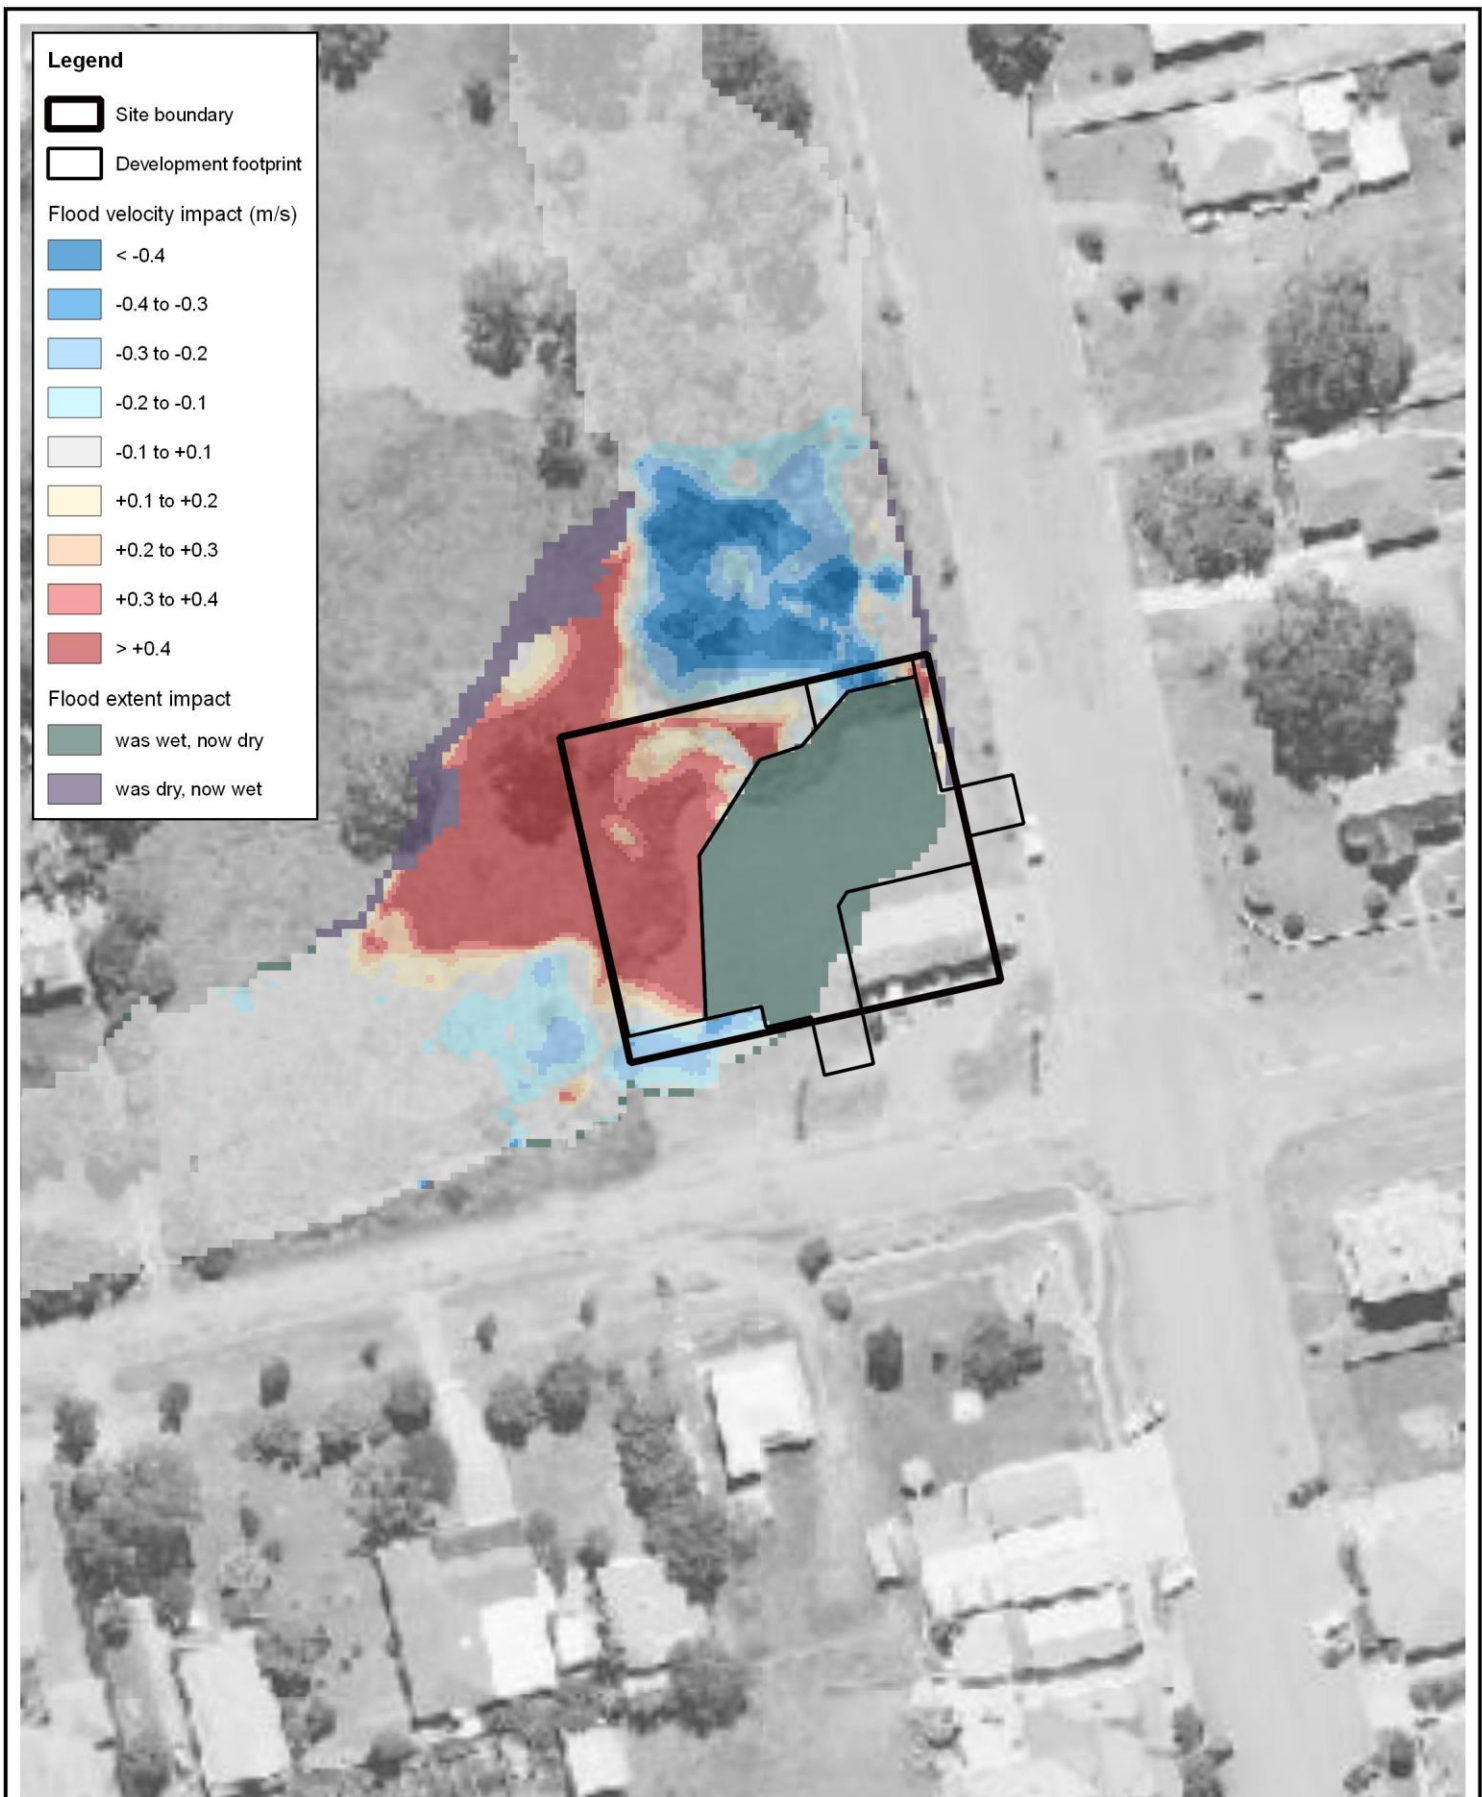 Legend
Site boundary
Development footprint
Flood velocity impact (m/s)
< -0.4
-0.4 to -0.3
-0.3 to -0.2
-0.2 to -0.1
-0.1 to +0.1
+0.1 to +0.2
+0.2 to +0.3
+0.3 to +0.4
> +0.4
Flood extent impact
was wet, now dry
was dry, now wet